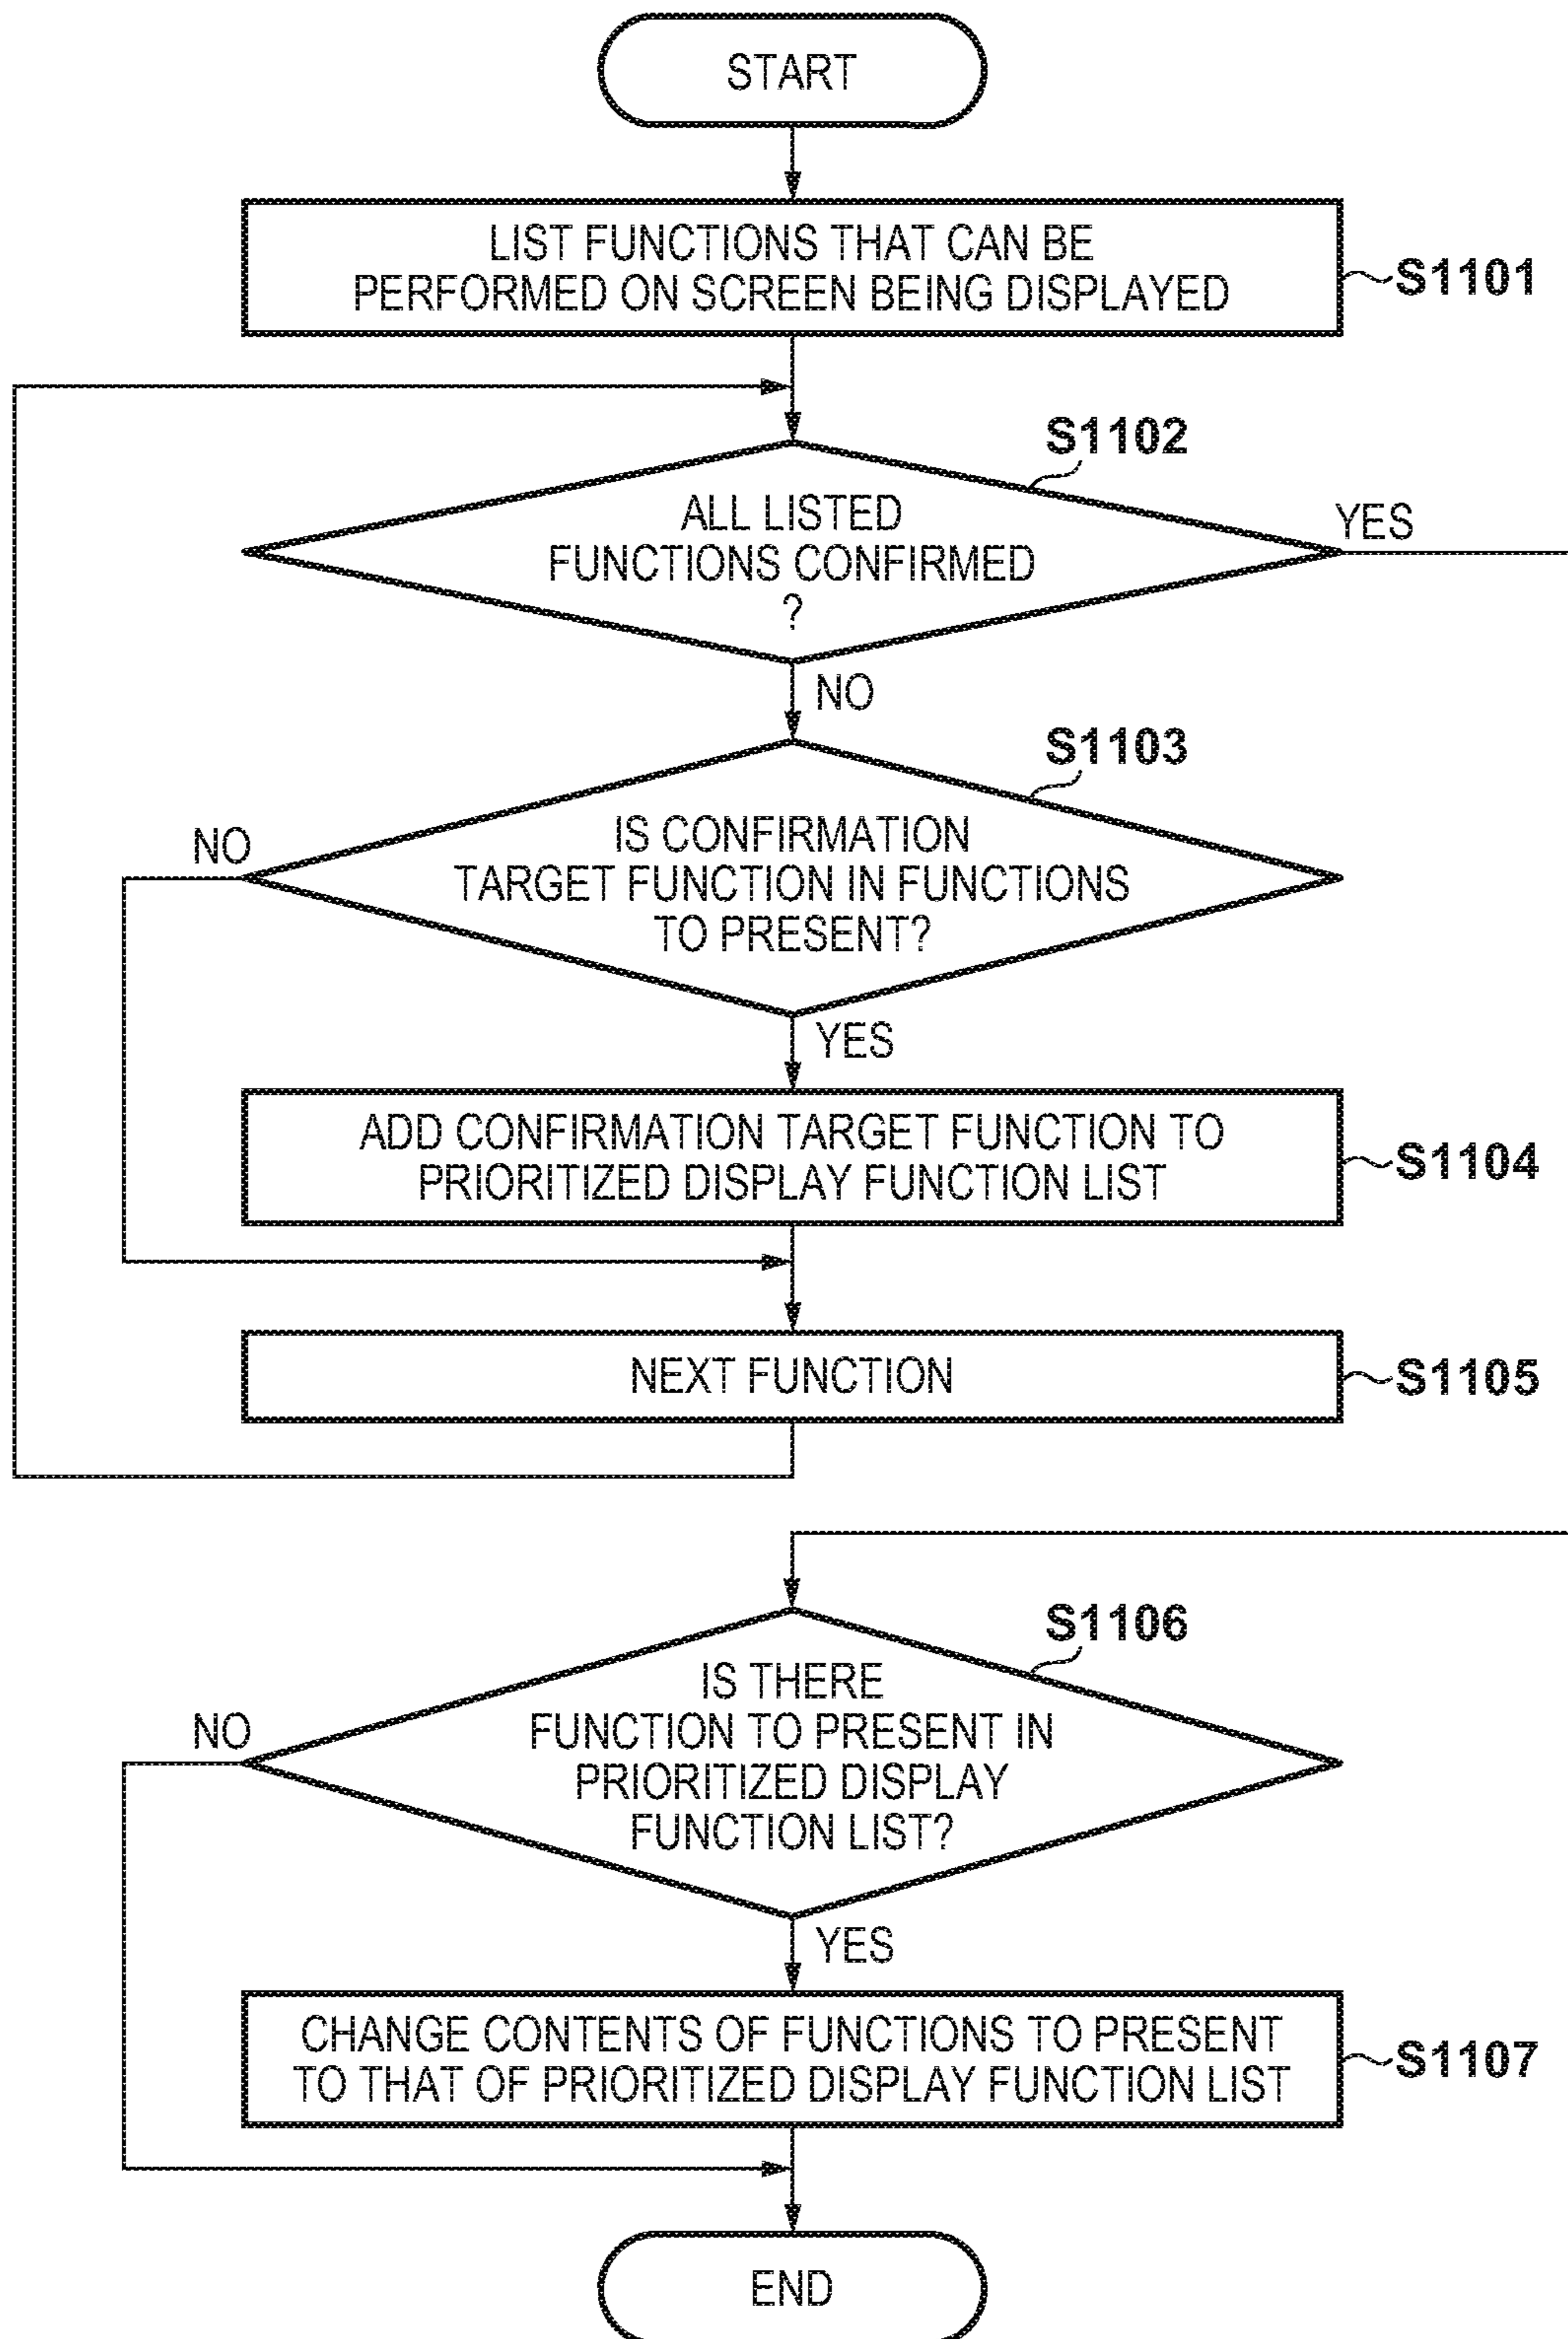 START
LIST FUNCTIONS THAT CAN BE
PERFORMED ON SCREEN BEING DISPLAYED
S1101
S1102
ALL LISTED
FUNCTIONS CONFIRMED
?
YES
NO
S1103
IS CONFIRMATION
TARGET FUNCTION IN FUNCTIONS
TO PRESENT?
NO
YES
ADD CONFIRMATION TARGET FUNCTION TO
PRIORITIZED DISPLAY FUNCTION LIST
S1104
NEXT FUNCTION
S1105
S1106
IS THERE
FUNCTION TO PRESENT IN
PRIORITIZED DISPLAY
FUNCTION LIST?
NO
YES
CHANGE CONTENTS OF FUNCTIONS TO PRESENT
TO THAT OF PRIORITIZED DISPLAY FUNCTION LIST
S1107
END